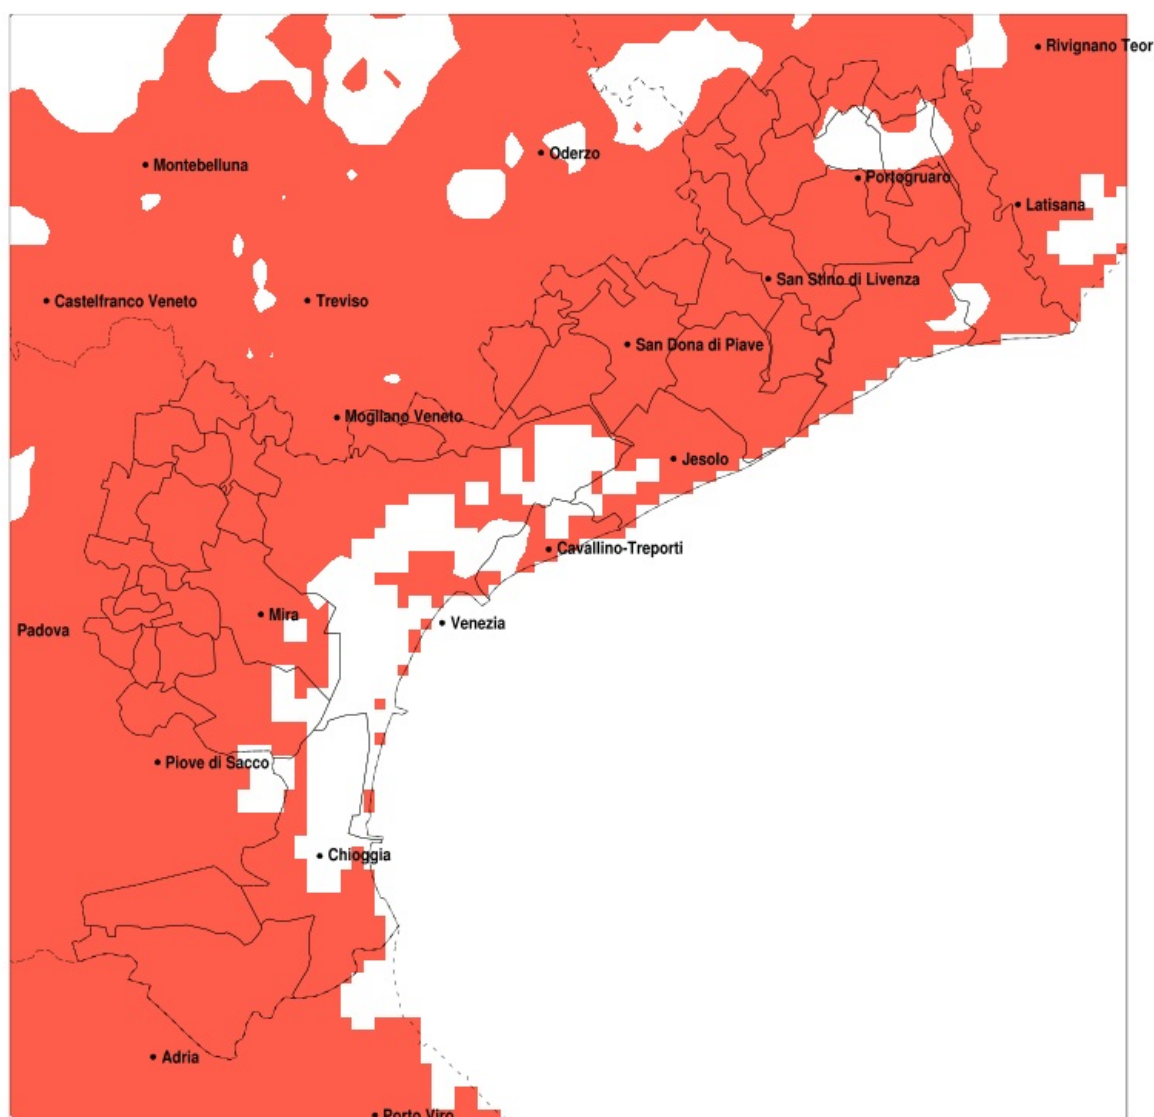 Rivignano Teor
Oderzo
Montebelluna
Portogruaro
Latisana
San Stino di Livenza
Castelfranco Veneto
Treviso
San Dona di Piave
Mogliano Veneto
Jesolo
Cavallino-Treporti
Mira
Venezia
Padova
Piove di Sacco
Chioggia
Adria
Porto Viro